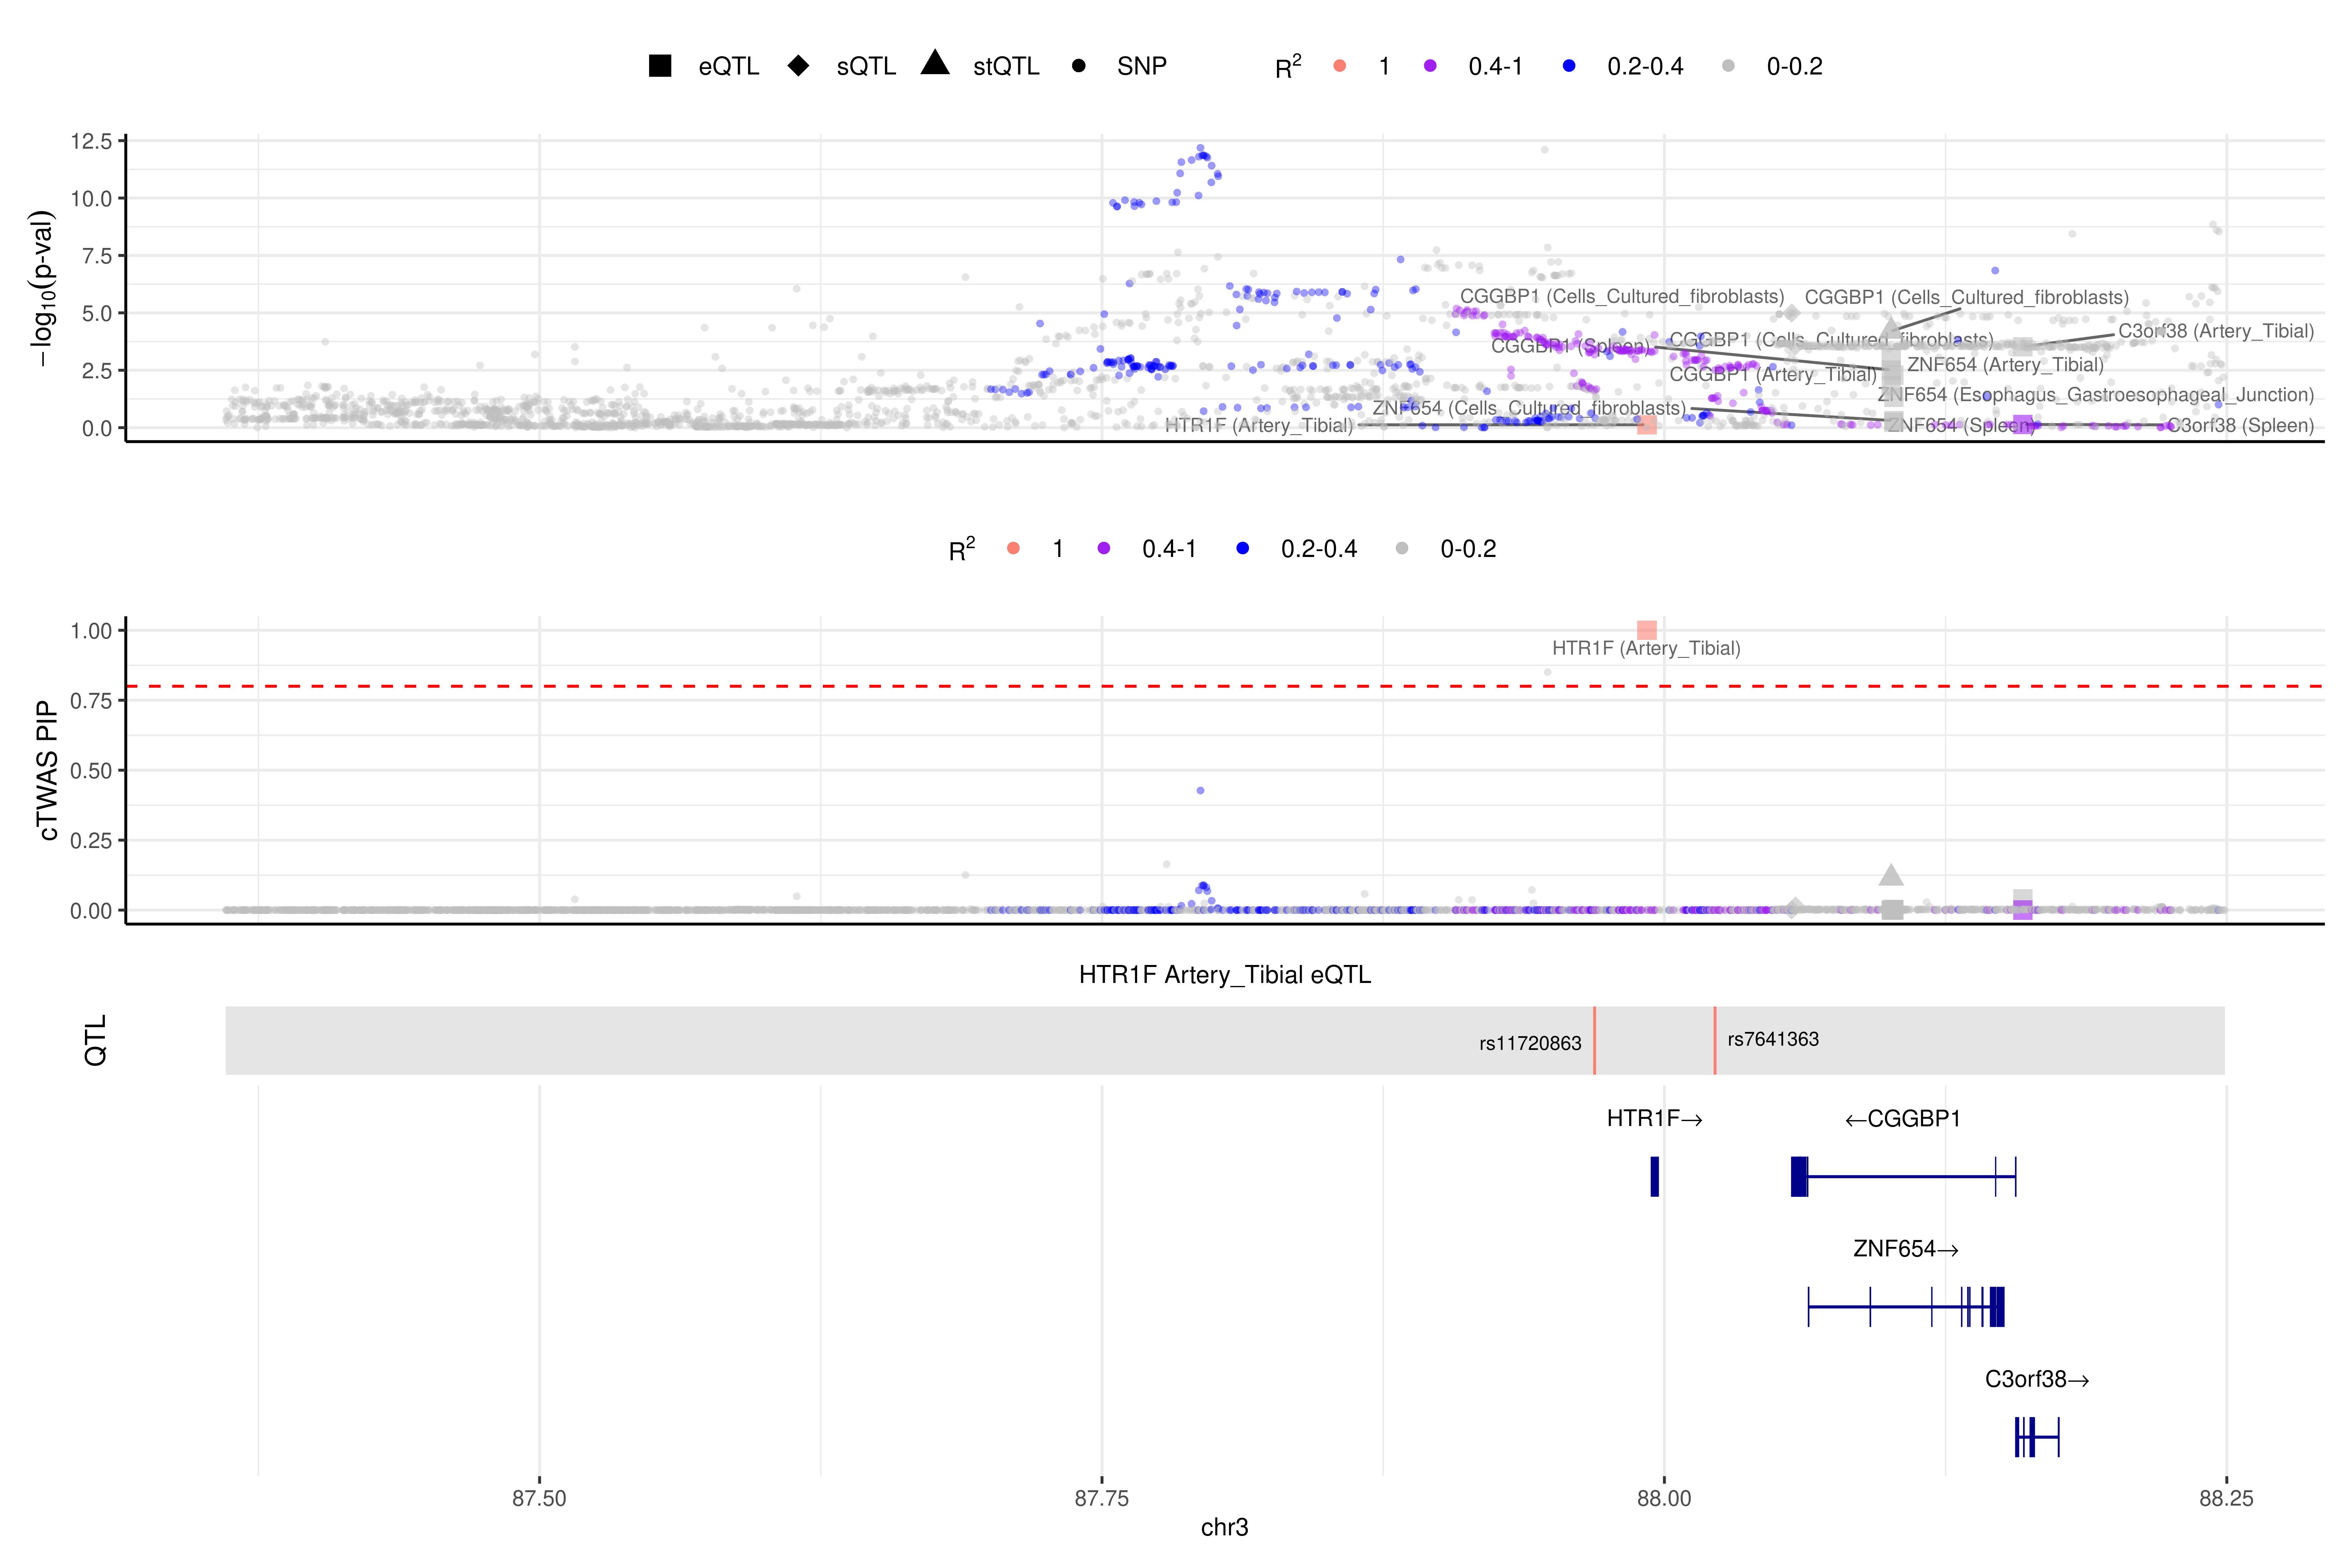 eQTL sQTL stQTL SNP R² 1 0.4-1 0.2-0.4 0-0.2
−log₁₀(p-val)
12.5
10.0
7.5
5.0
2.5
0.0
CGGBP1 (Cells_Cultured_fibroblasts)
CGGBP1 (Cells_Cultured_fibroblasts)
C3orf38 (Artery_Tibial)
CGGBP1 (Cells_Cultured_fibroblasts)
CGGBP1 (Spleen)
ZNF654 (Artery_Tibial)
CGGBP1 (Artery_Tibial)
ZNF654 (Esophagus_Gastroesophageal_Junction)
ZNF654 (Cells_Cultured_fibroblasts)
HTR1F (Artery_Tibial)
ZNF654 (Spleen)
C3orf38 (Spleen)
R² 1 0.4-1 0.2-0.4 0-0.2
cTWAS PIP
1.00
0.75
0.50
0.25
0.00
HTR1F (Artery_Tibial)
HTR1F Artery_Tibial eQTL
QTL
rs11720863
rs7641363
HTR1F→
←CGGBP1
ZNF654→
C3orf38→
87.50 87.75 88.00 88.25
chr3